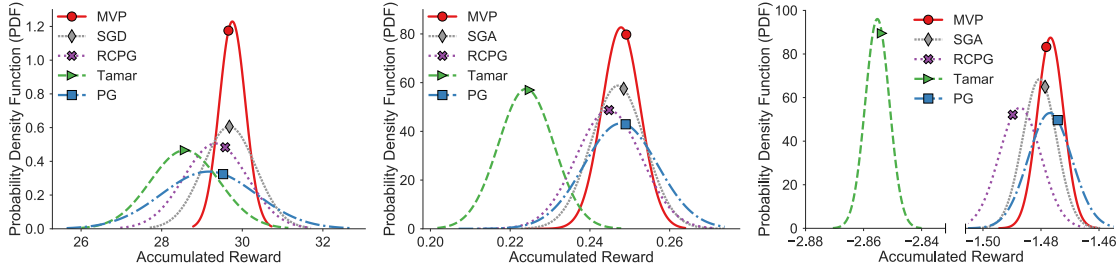 Probability Density Function (PDF)
1.2
1.0
0.8
0.6
0.4
0.2
0.0
MVP
SGD
RCPG
Tamar
PG
26
28
30
32
Accumulated Reward
Probability Density Function (PDF)
80
60
40
20
0
MVP
SGA
RCPG
Tamar
PG
0.20
0.22
0.24
0.26
Accumulated Reward
Probability Density Function (PDF)
100
80
60
40
20
0
MVP
SGA
RCPG
Tamar
PG
−2.88
−2.86
−2.84
−1.50
−1.48
−1.46
Accumulated Reward